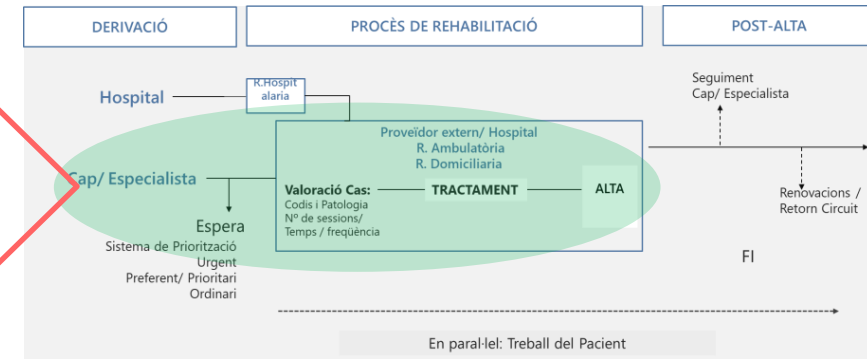 DERIVACIÓ
PROCÈS DE REHABILITACIÓ
POST-ALTA
Hospital
R.Hospit
alaria
Seguiment
Cap/ Especialista
Proveïdor extern/ Hospital
R. Ambulatòria
R. Domiciliaria
Cap/ Especialista
Valoració Cas:
Codis i Patologia
Nº de sessions/
Temps / freqüència
TRACTAMENT
ALTA
Renovacions /
Retorn Circuit
Espera
Sistema de Priorització
Urgent
Preferent/ Prioritari
Ordinari
FI
En paral·lel: Treball del Pacient